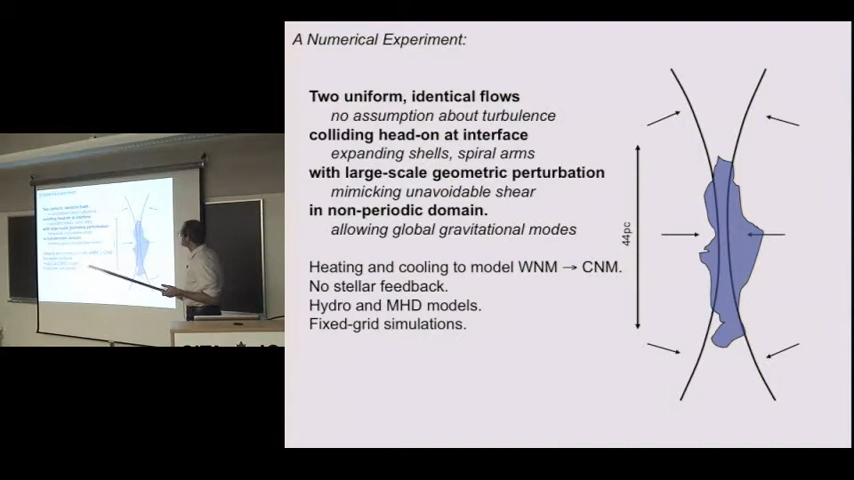 A Numerical Experiment:
Two uniform, identical flows
no assumption about turbulence
colliding head-on at interface
expanding shells, spiral arms
with large-scale geometric perturbation
mimicking unavoidable shear
in non-periodic domain.
allowing global gravitational modes
Heating and cooling to model WNM → CNM.
No stellar feedback.
Hydro and MHD models.
Fixed-grid simulations.
44pc